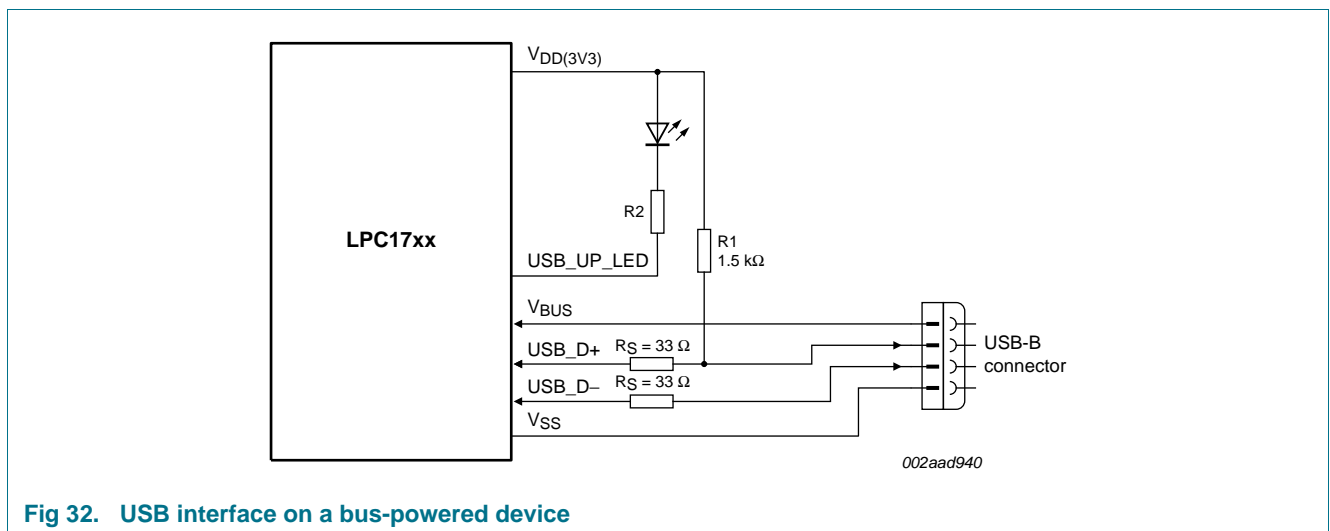 VDD(3V3)
R2
R1
1.5 kΩ
LPC17xx
USB_UP_LED
VBUS
USB_D+
RS = 33 Ω
USB_D−
RS = 33 Ω
VSS
USB-B
connector
002aad940
Fig 32. USB interface on a bus-powered device